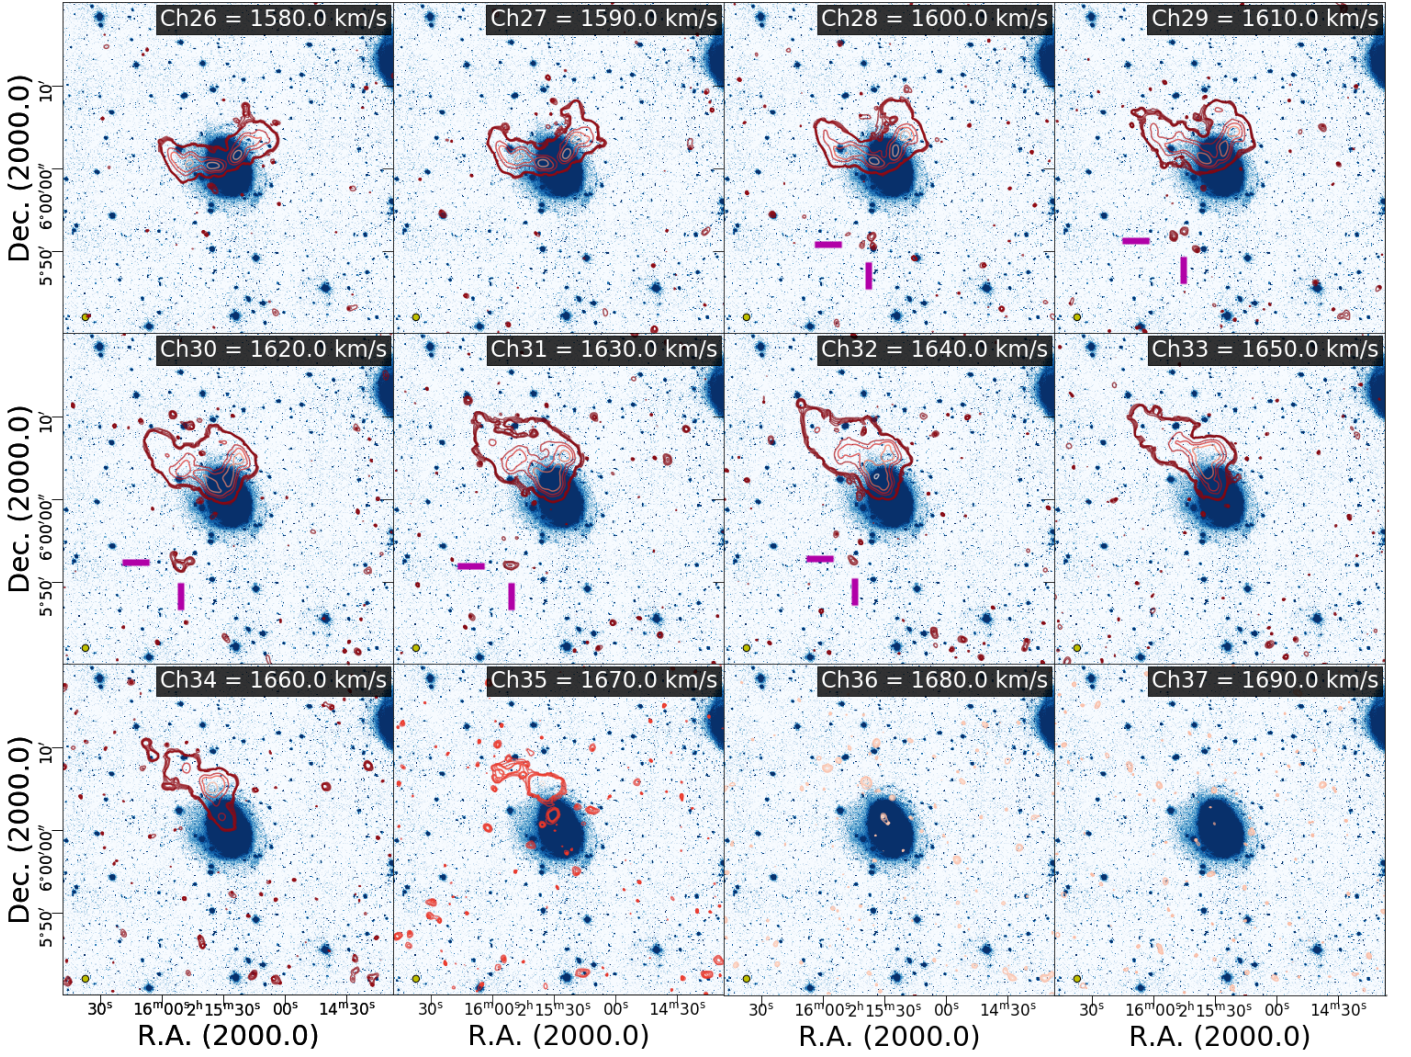 Ch26 = 1580.0 km/s
Ch27 = 1590.0 km/s
Ch28 = 1600.0 km/s
Ch29 = 1610.0 km/s
Dec. (2000.0)
10'
6°00'00"
5°50'
Ch30 = 1620.0 km/s
Ch31 = 1630.0 km/s
Ch32 = 1640.0 km/s
Ch33 = 1650.0 km/s
Dec. (2000.0)
10'
6°00'00"
5°50'
Ch34 = 1660.0 km/s
Ch35 = 1670.0 km/s
Ch36 = 1680.0 km/s
Ch37 = 1690.0 km/s
Dec. (2000.0)
10'
6°00'00"
5°50'
30ˢ 16ᵐ00ˢ 2ʰ15ᵐ30ˢ 00ˢ 14ᵐ30ˢ
30ˢ 16ᵐ00ˢ 2ʰ15ᵐ30ˢ 00ˢ 14ᵐ30ˢ
30ˢ 16ᵐ00ˢ 2ʰ15ᵐ30ˢ 00ˢ 14ᵐ30ˢ
30ˢ 16ᵐ00ˢ 2ʰ15ᵐ30ˢ 00ˢ 14ᵐ30ˢ
R.A. (2000.0)
R.A. (2000.0)
R.A. (2000.0)
R.A. (2000.0)